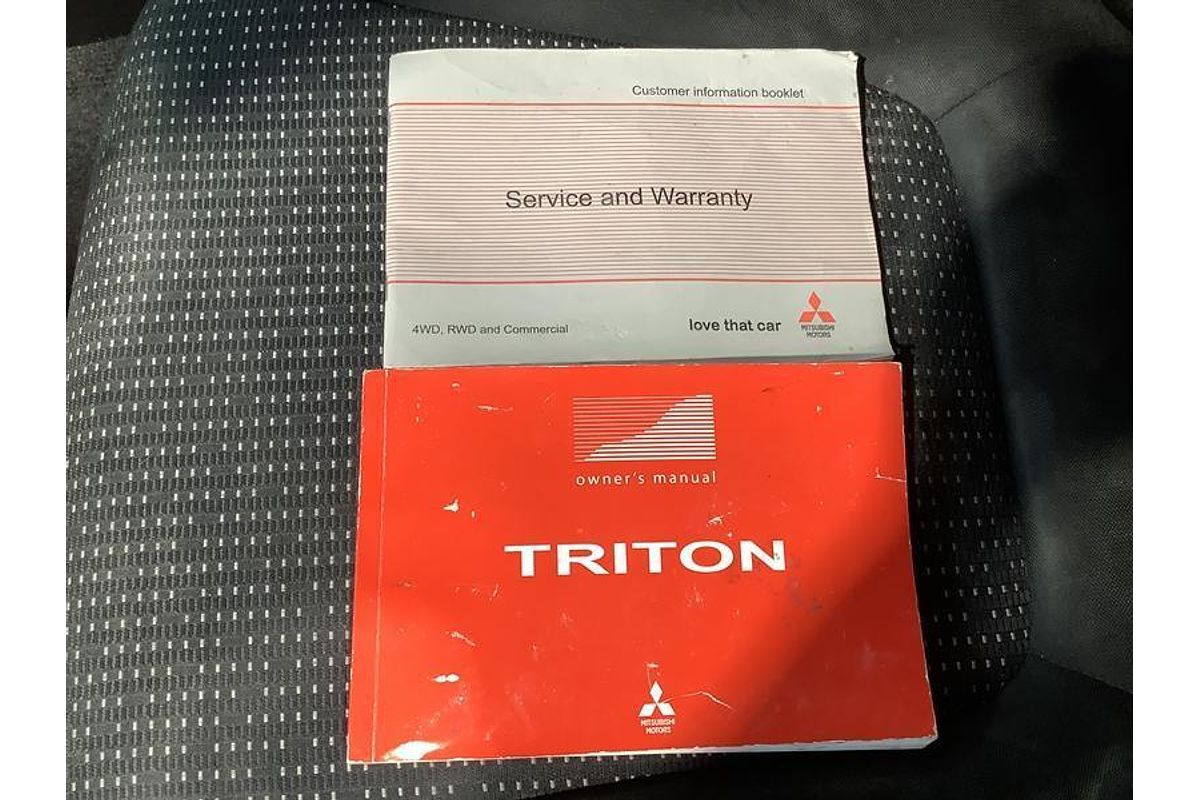 Customer information booklet
Service and Warranty
4WD, RWD and Commercial
love that car
MITSUBISHI
MOTORS
owner's manual
TRITON
MITSUBISHI
MOTORS